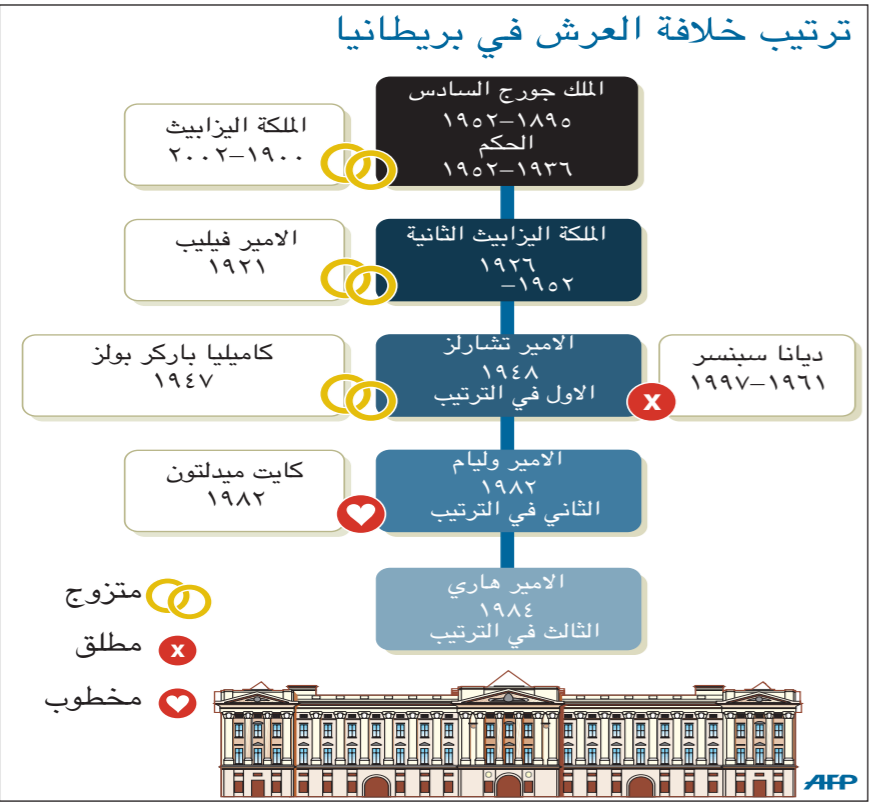 ترتيب خلافة العرش في بريطانيا
الملك جورج السادس
١٨٩٥–١٩٥٢
الحكم
١٩٣٦–١٩٥٢
الملكة اليزابيث
١٩٠٠–٢٠٠٢
الملكة اليزابيث الثانية
١٩٢٦
١٩٥٢–
الامير فيليب
١٩٢١
ديانا سبنسر
١٩٦١–١٩٩٧
x
الامير تشارلز
١٩٤٨
الاول في الترتيب
كاميليا باركر بولز
١٩٤٧
الامير وليام
١٩٨٢
الثاني في الترتيب
كايت ميدلتون
١٩٨٢
الامير هاري
١٩٨٤
الثالث في الترتيب
متزوج
x مطلق
مخطوب
AFP